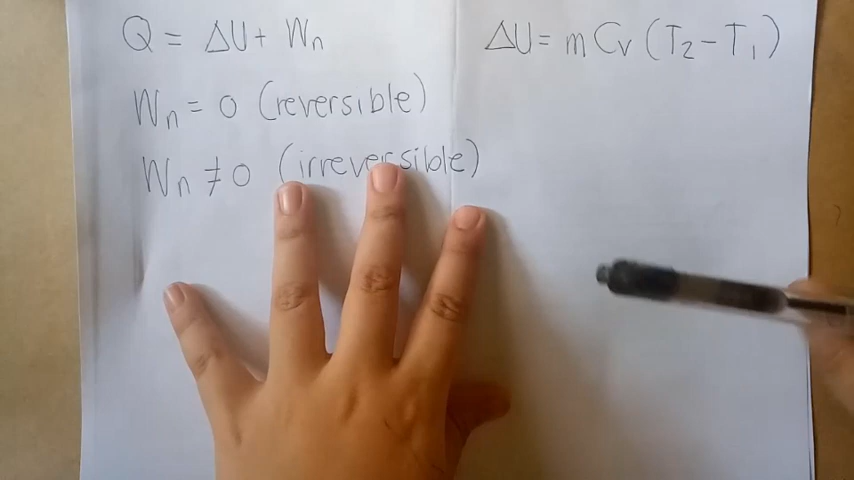 Q = ΔU + Wn
Wn = 0 (reversible)
Wn ≠ 0 (irreversible)
ΔU = m Cv (T2 - T1)